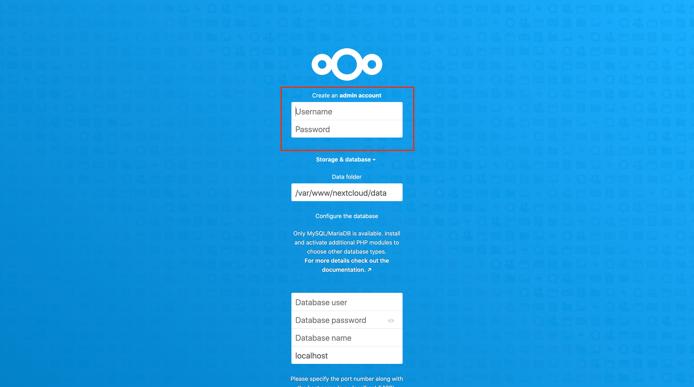 Create an admin account
Username
Password
Storage & database
Data folder
/var/www/nextcloud/data
Configure the database
Only MySQL/MariaDB is available. Install
and activate additional PHP modules to
choose other database types.
For more details check out the
documentation. ↗
Database user
Database password
Database name
localhost
Please specify the port number along with